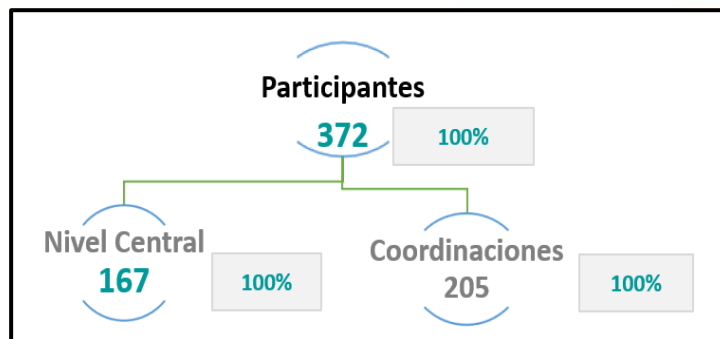 Participantes
372
100%
Nivel Central
167
100%
Coordinaciones
205
100%